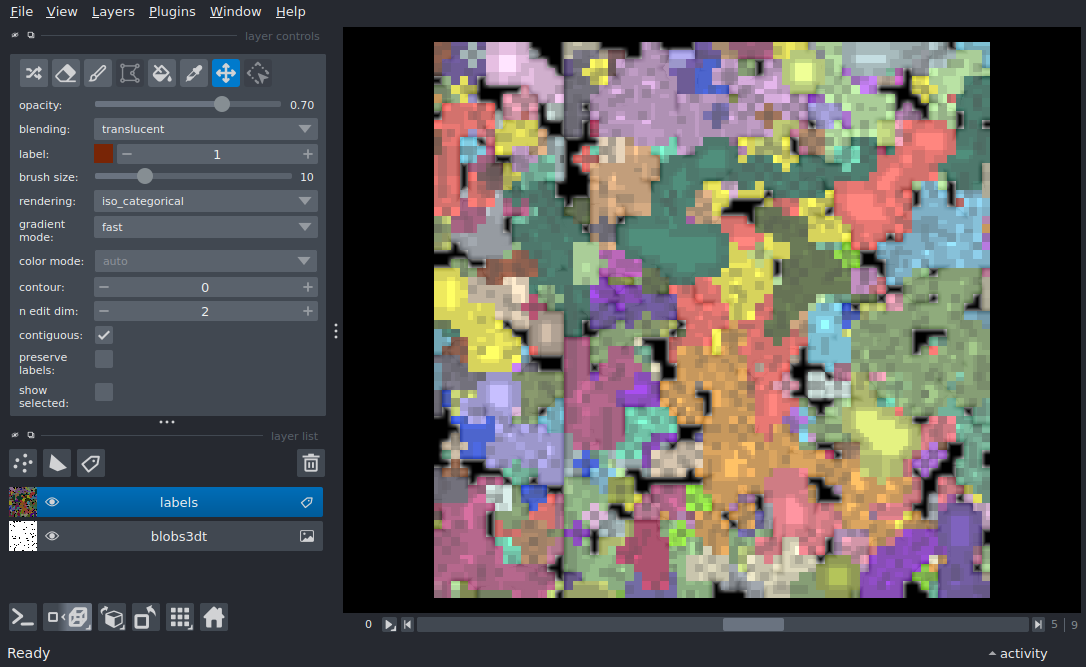 File View Layers Plugins Window Help
layer controls
opacity: 0.70
blending: translucent
label: 1
brush size: 10
rendering: iso_categorical
gradient
mode: fast
color mode: auto
contour: 0
n edit dim: 2
contiguous:
preserve
labels:
show
selected:
layer list
labels
blobs3dt
0 5 9
Ready activity